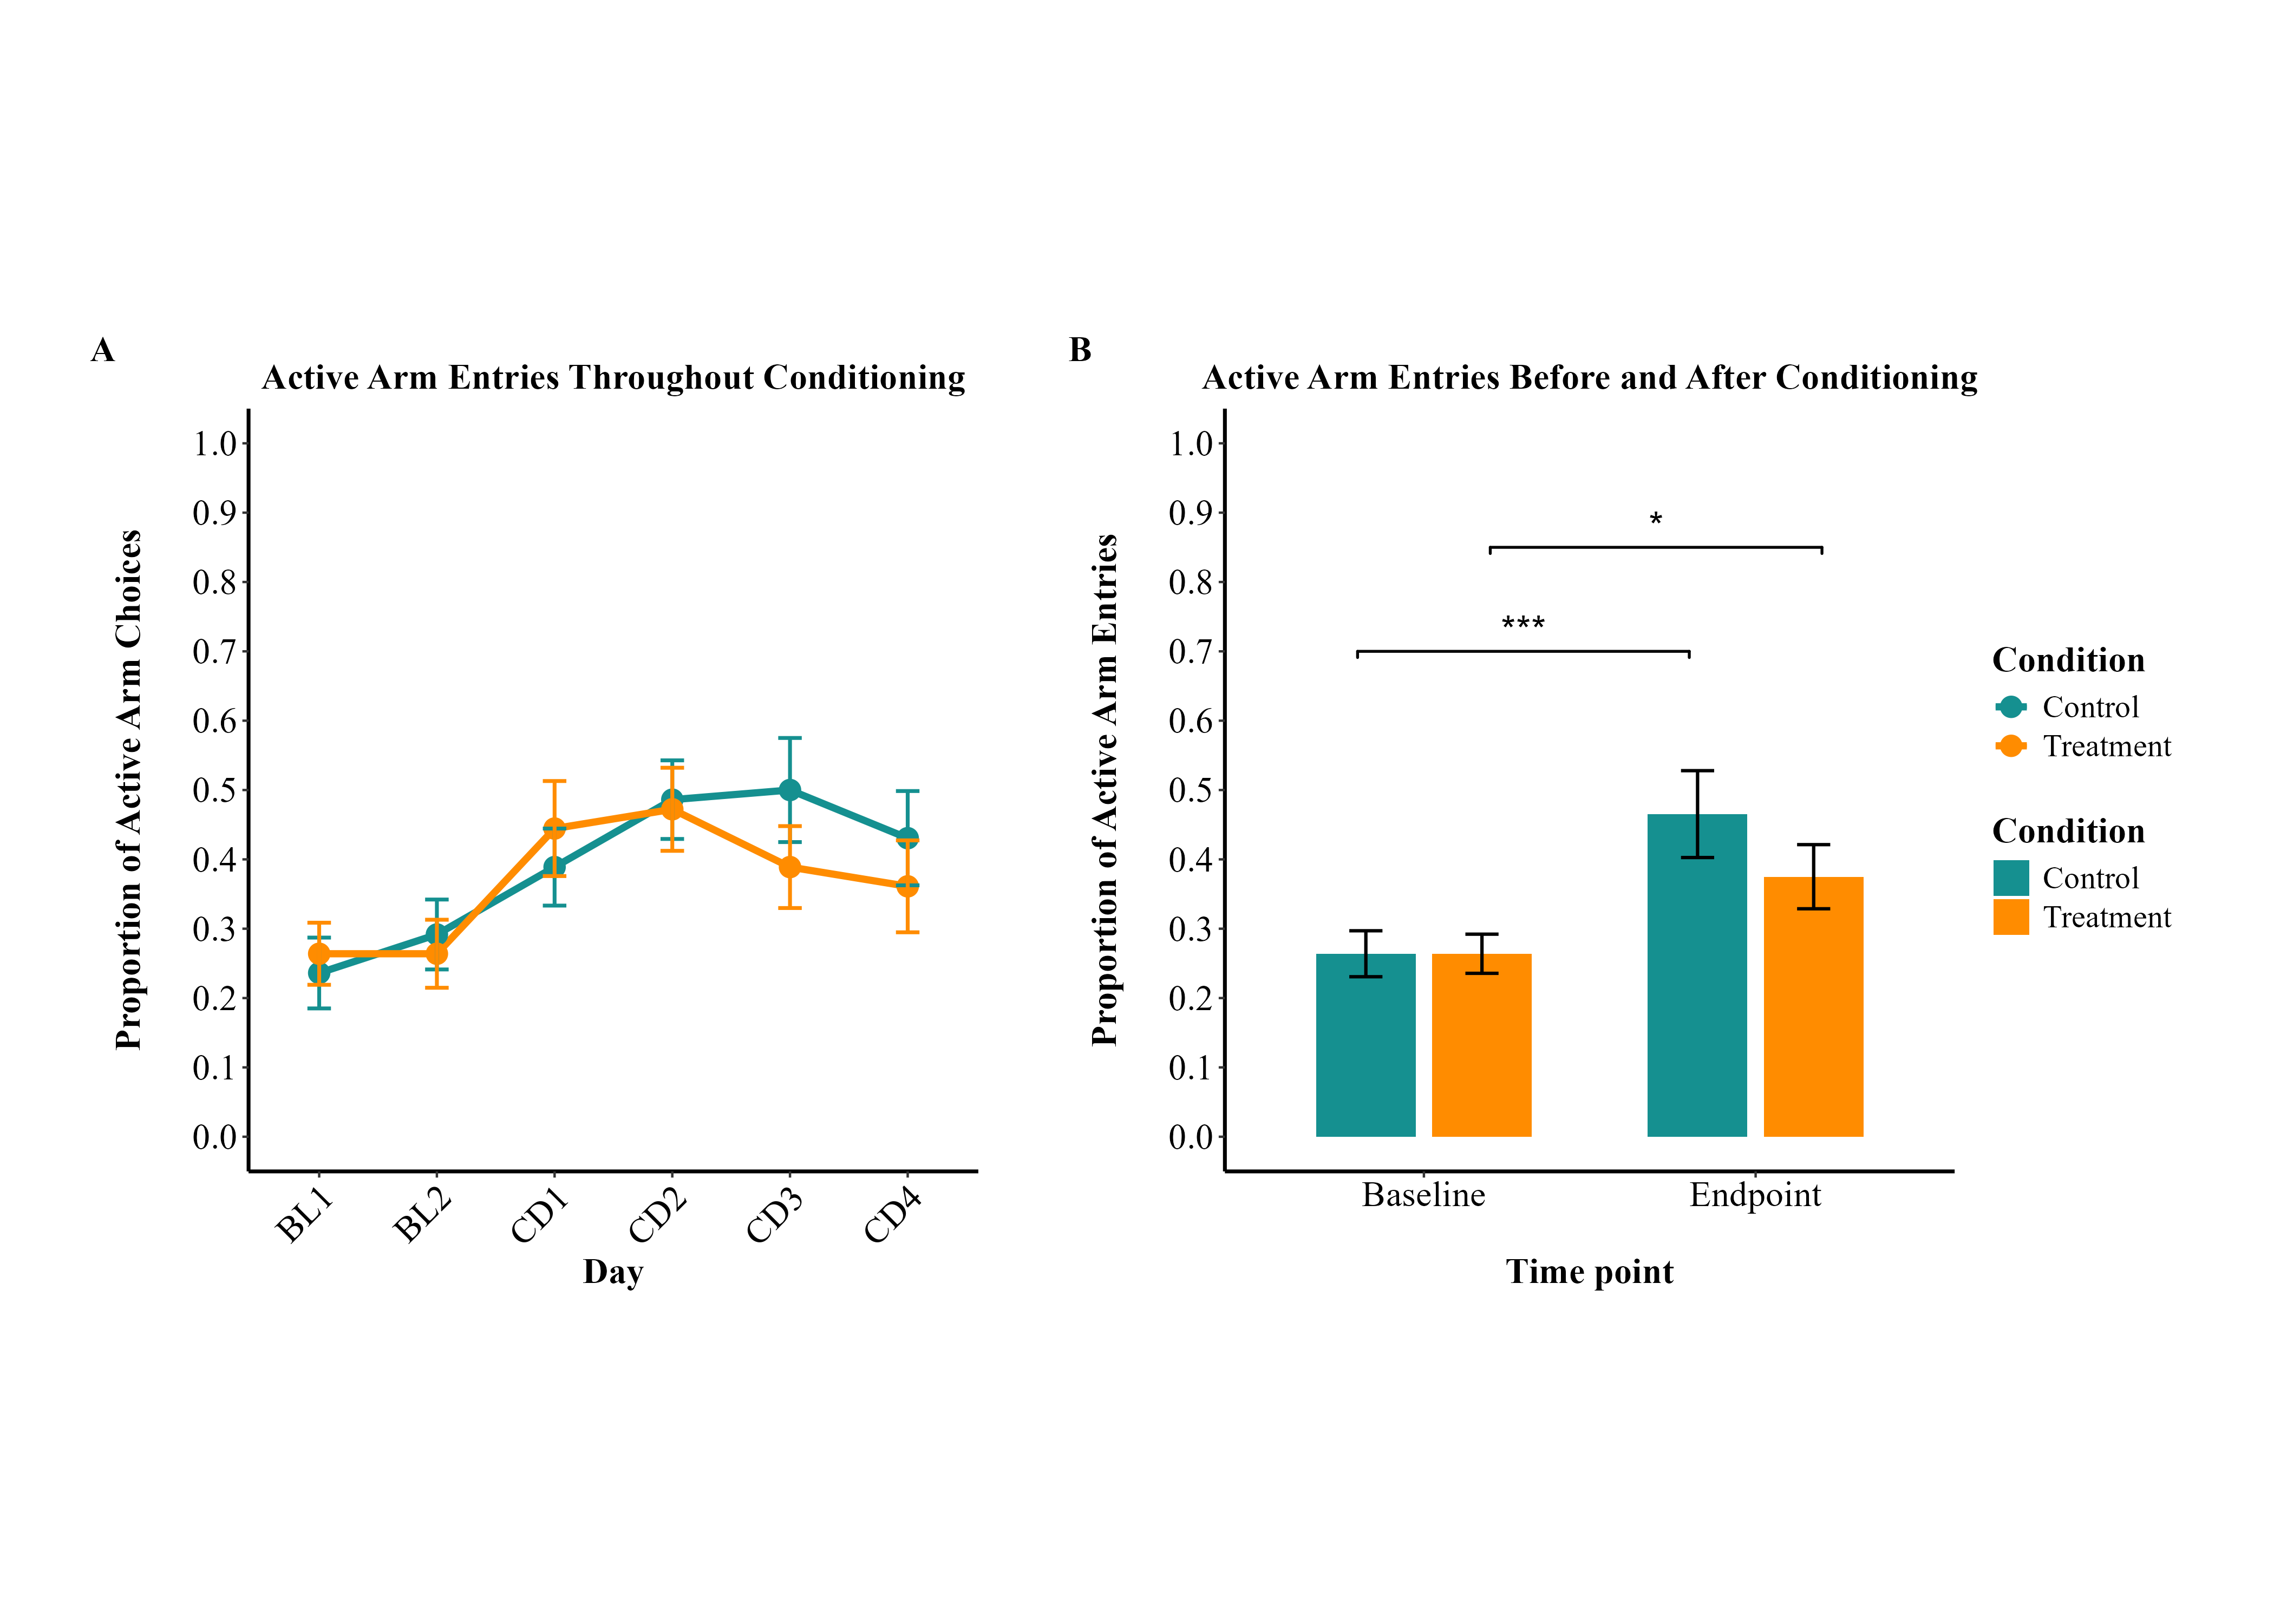 A
Active Arm Entries Throughout Conditioning
Proportion of Active Arm Choices
1.0
0.9
0.8
0.7
0.6
0.5
0.4
0.3
0.2
0.1
0.0
BL1
BL2
CD1
CD2
CD3
CD4
Day
B
Active Arm Entries Before and After Conditioning
Proportion of Active Arm Entries
1.0
0.9
0.8
0.7
0.6
0.5
0.4
0.3
0.2
0.1
0.0
*
***
Baseline
Endpoint
Time point
Condition
Control
Treatment
Condition
Control
Treatment